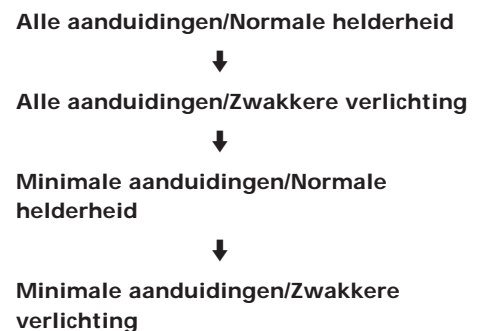 Alle aanduidingen/Normale helderheid
Alle aanduidingen/Zwakkere verlichting
Minimale aanduidingen/Normale
helderheid
Minimale aanduidingen/Zwakkere
verlichting